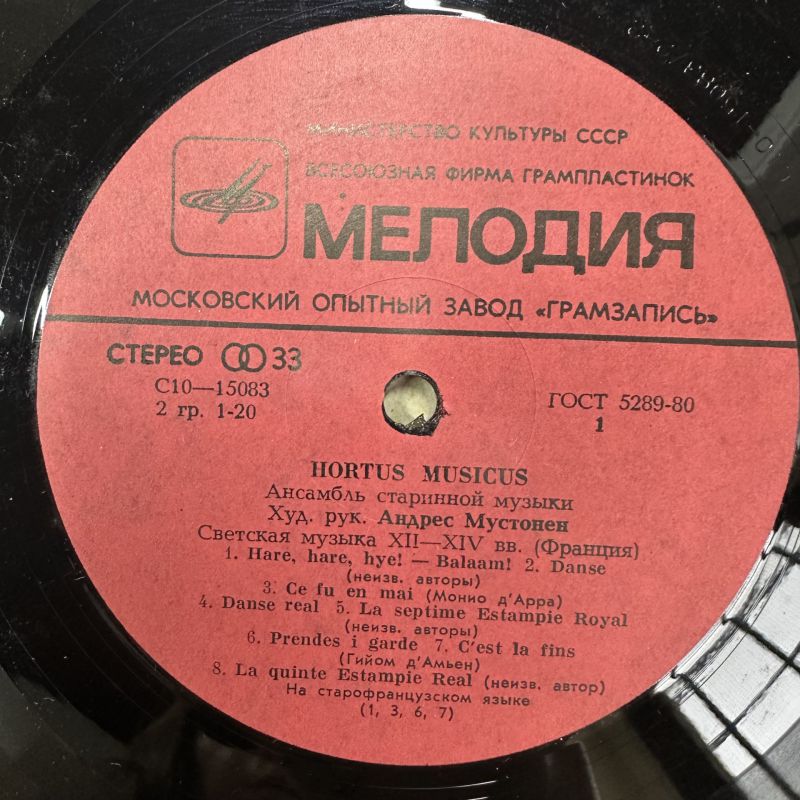 МИНИСТЕРСТВО КУЛЬТУРЫ СССР
ВСЕСОЮЗНАЯ ФИРМА ГРАМПЛАСТИНОК
МЕЛОДИЯ
МОСКОВСКИЙ ОПЫТНЫЙ ЗАВОД «ГРАМЗАПИСЬ»
СТЕРЕО 33
С10—15083
2 гр. 1-20
ГОСТ 5289-80
1
HORTUS MUSICUS
Ансамбль старинной музыки
Худ. рук. Андрес Мустонен
Светская музыка XII—XIV вв. (Франция)
1. Hare, hare, hye! — Balaam! 2. Danse
(неизв. авторы)
3. Ce fu en mai (Монио д'Арра)
4. Danse real 5. La septime Estampie Royal
(неизв. авторы)
6. Prendes i garde 7. C'est la fins
(Гийом д'Амьен)
8. La quinte Estampie Real (неизв. автор)
На старофранцузском языке
(1, 3, 6, 7)